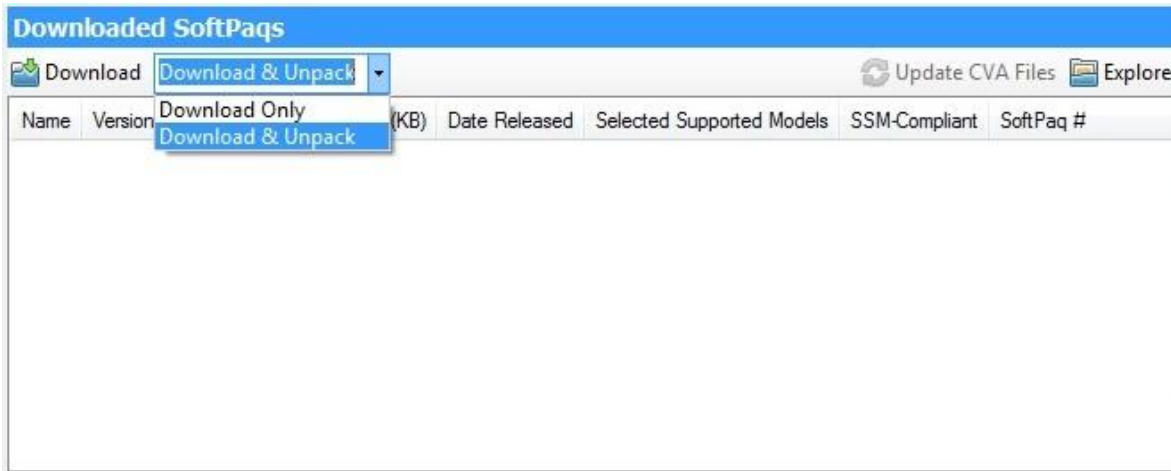 Downloaded SoftPaqs
Download Download & Unpack Update CVA Files Explore
Download Only
Download & Unpack
Name Version (KB) Date Released Selected Supported Models SSM-Compliant SoftPaq #